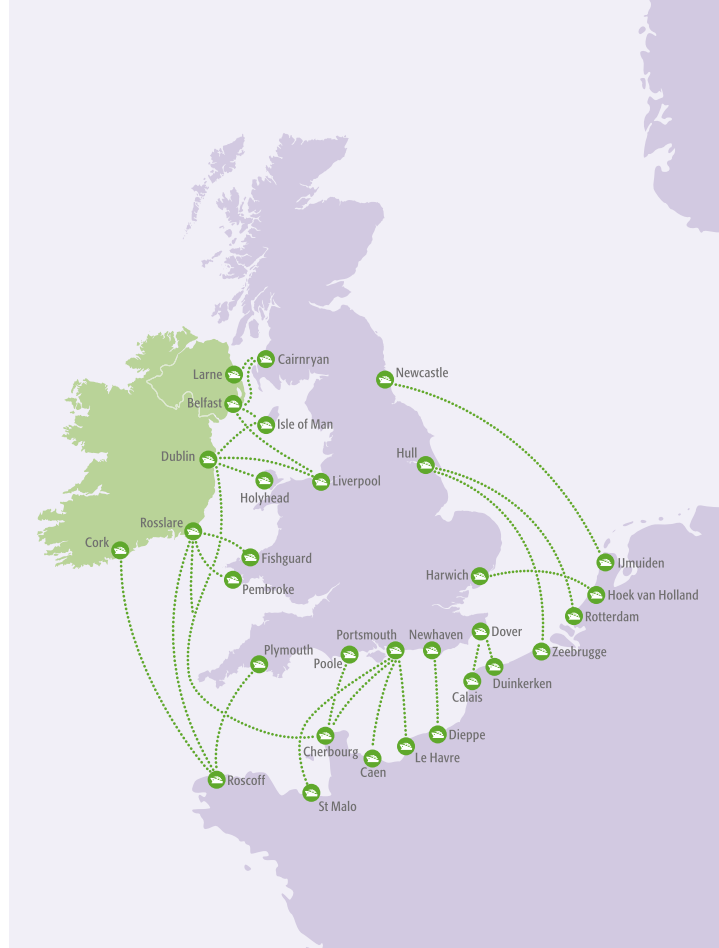 Cairnryan
Larne
Newcastle
Belfast
Isle of Man
Hull
Dublin
Liverpool
Holyhead
Rosslare
Cork
Fishguard
IJmuiden
Harwich
Pembroke
Hoek van Holland
Rotterdam
Portsmouth
Newhaven
Dover
Plymouth
Zeebrugge
Poole
Duinkerken
Calais
Dieppe
Cherbourg
Le Havre
Caen
Roscoff
St Malo